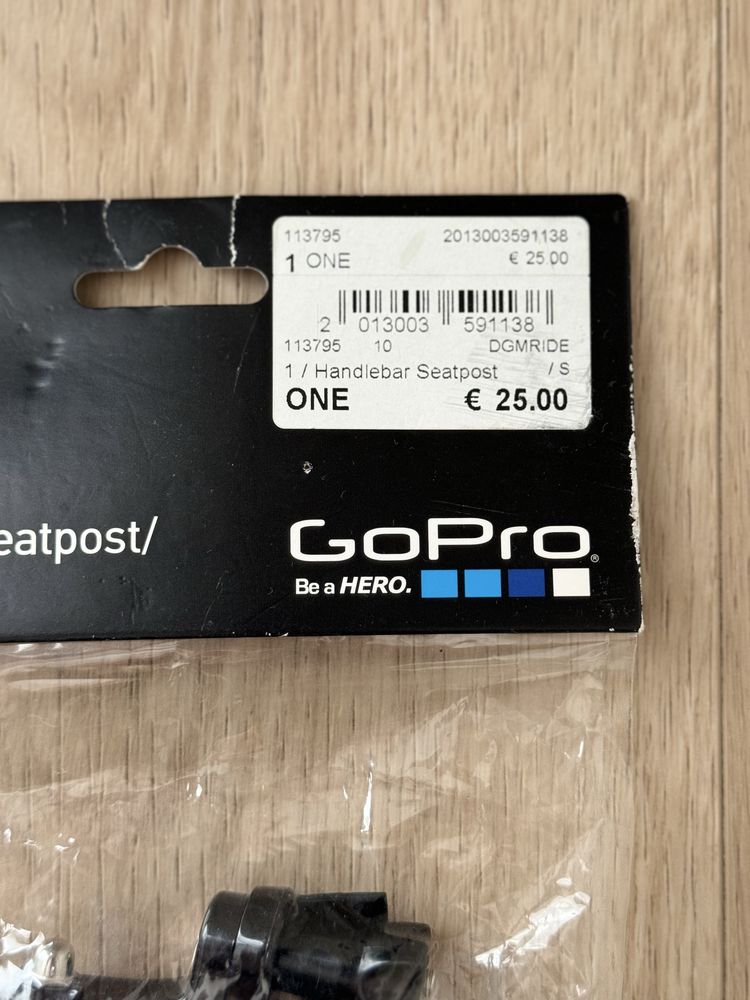 113795 2013003591138
1 ONE € 25.00
2 013003 591138
113795 10 DGMRIDE
1 / Handlebar Seatpost / S
ONE € 25.00
eatpost/
GoPro®
Be a HERO.